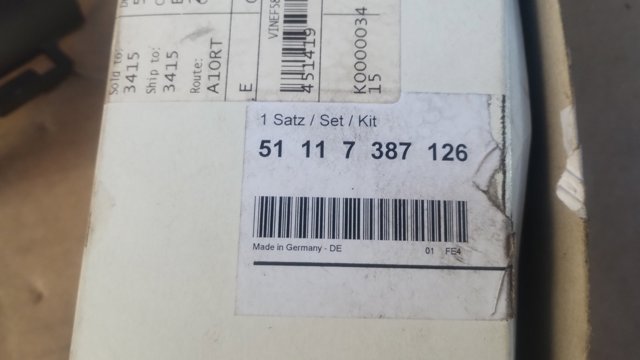 Sold to:
3415
Ship to:
3415
Route:
A10RT
E
451419
K0000034
15
1 Satz / Set / Kit
51 11 7 387 126
Made in Germany - DE 01 FE4